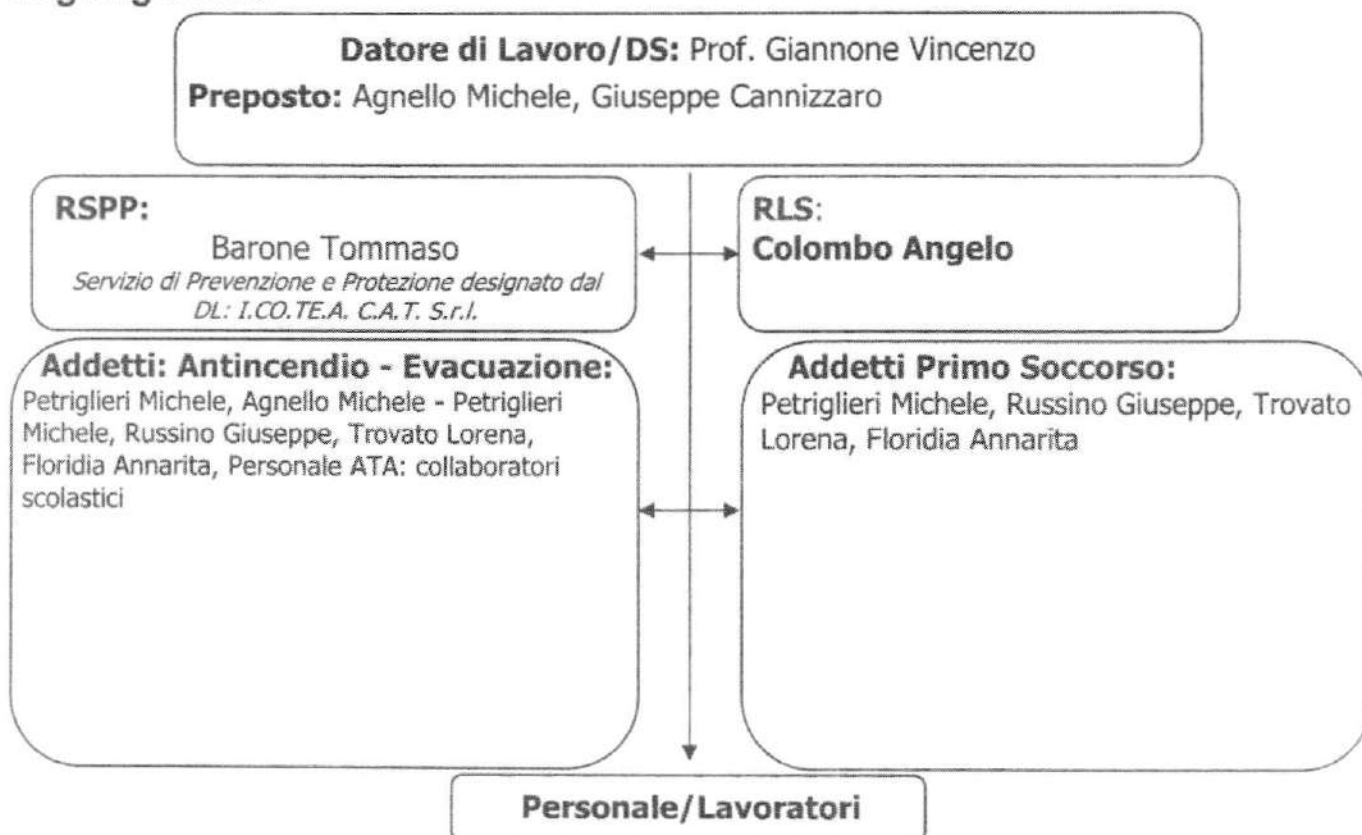 Datore di Lavoro/DS: Prof. Giannone Vincenzo
Preposto: Agnello Michele, Giuseppe Cannizzaro
RSPP:
Barone Tommaso
Servizio di Prevenzione e Protezione designato dal
DL: I.CO.TE.A. C.A.T. S.r.l.
RLS:
Colombo Angelo
Addetti: Antincendio - Evacuazione:
Petriglieri Michele, Agnello Michele - Petriglieri
Michele, Russino Giuseppe, Trovato Lorena,
Floridia Annarita, Personale ATA: collaboratori
scolastici
Addetti Primo Soccorso:
Petriglieri Michele, Russino Giuseppe, Trovato
Lorena, Floridia Annarita
Personale/Lavoratori